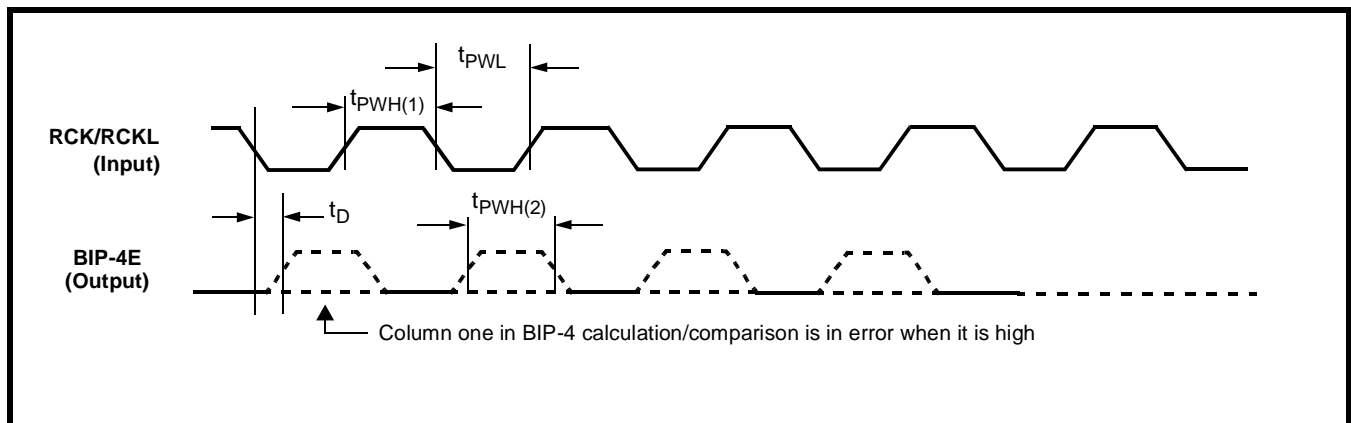 tPWL
tPWH(1)
RCK/RCKL
(Input)
tD
tPWH(2)
BIP-4E
(Output)
Column one in BIP-4 calculation/comparison is in error when it is high